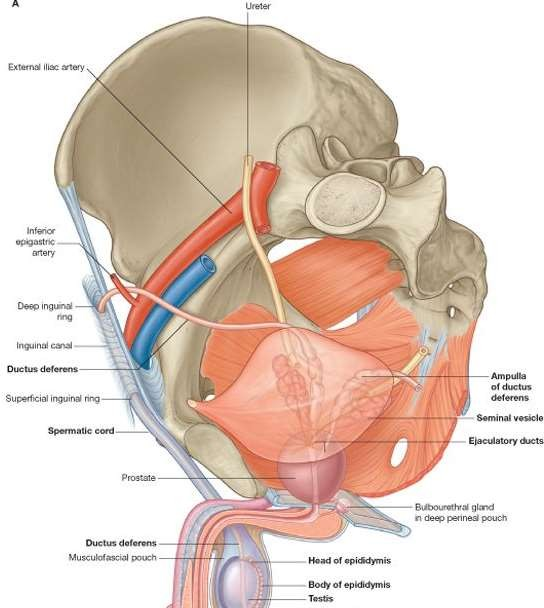 A
Ureter
External iliac artery
Inferior
epigastric
artery
Deep inguinal
ring
Inguinal canal
Ductus deferens
Superficial inguinal ring
Spermatic cord
Ampulla
of ductus
deferens
Seminal vesicle
Ejaculatory ducts
Prostate
Bulbourethral gland
in deep perineal pouch
Ductus deferens
Musculofascial pouch
Head of epididymis
Body of epididymis
Testis